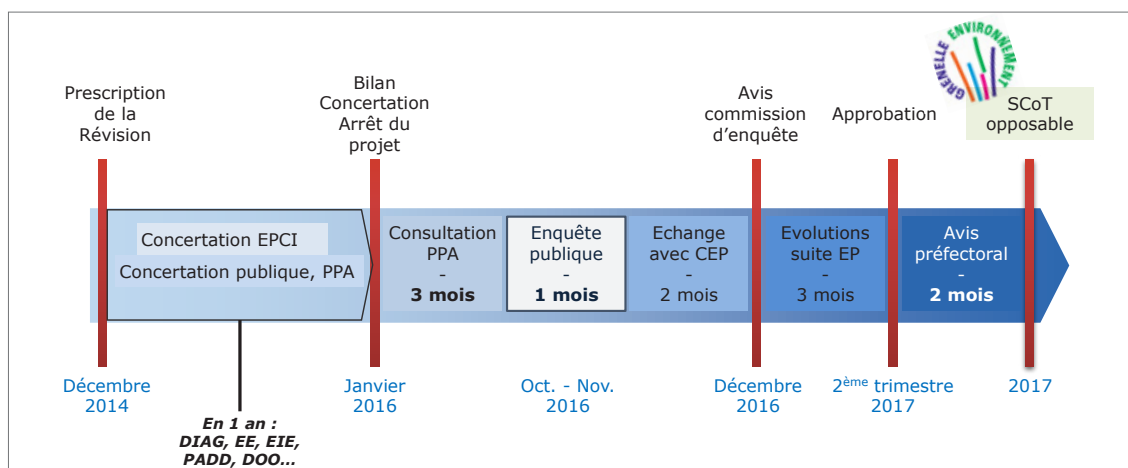 GRENELLE ENVIRONNEMENT
Prescription
de la
Révision
Bilan
Concertation
Arrêt du
projet
Avis
commission
d’enquête
Approbation
SCoT
opposable
Concertation EPCI
Concertation publique, PPA
Consultation
PPA
-
3 mois
Enquête
publique
-
1 mois
Echange
avec CEP
-
2 mois
Evolutions
suite EP
-
3 mois
Avis
préfectoral
-
2 mois
Décembre
2014
Janvier
2016
Oct. - Nov.
2016
Décembre
2016
2ème trimestre
2017
2017
En 1 an :
DIAG, EE, EIE,
PADD, DOO…